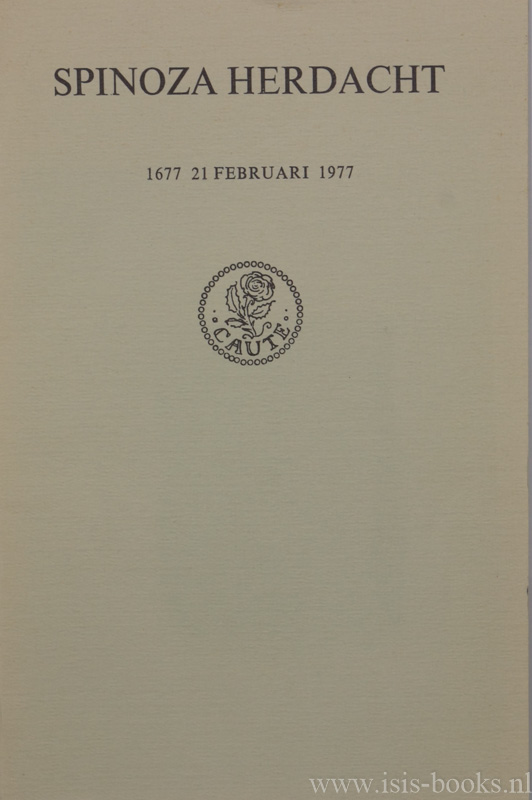 SPINOZA HERDACHT
1677 21 FEBRUARI 1977
CAUTE
www.isis-books.nl